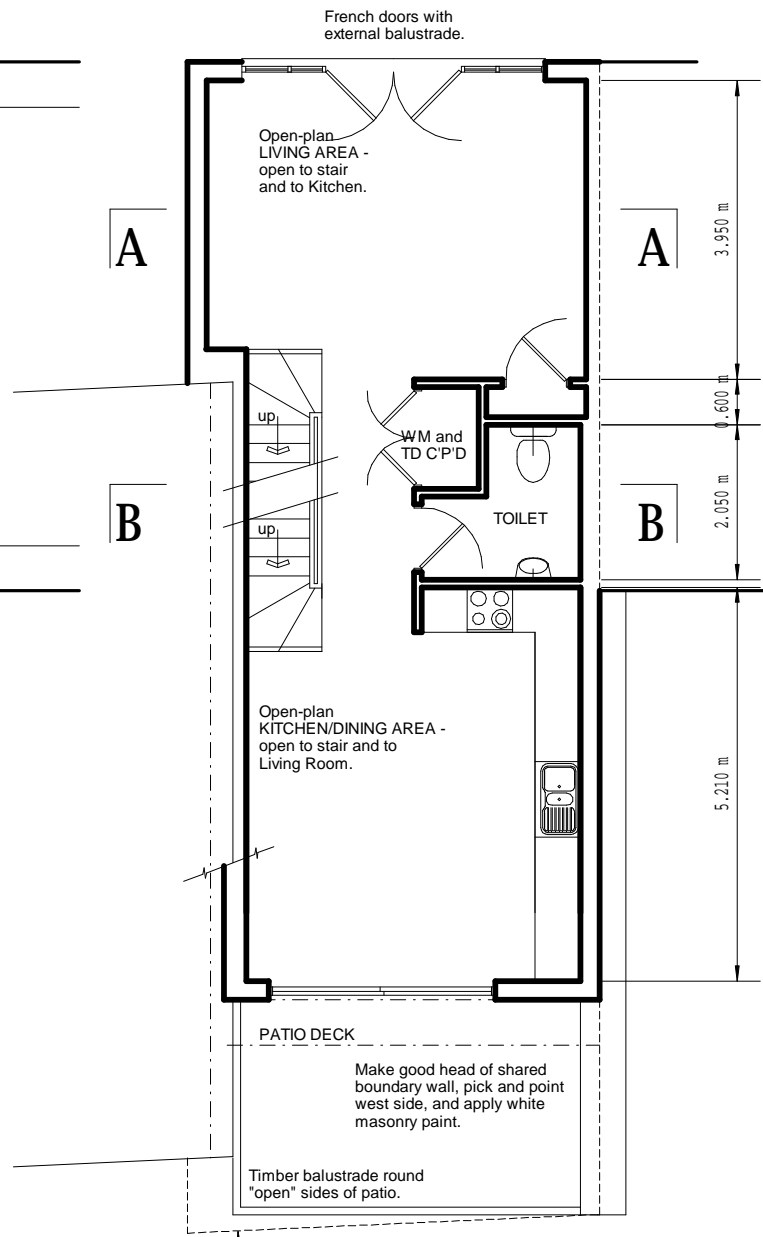 French doors with
external balustrade.
Open-plan
LIVING AREA -
open to stair
and to Kitchen.
A
A
3.950 m
up
WM and
TD C'P'D
0.600 m
B
up
TOILET
B
2.050 m
Open-plan
KITCHEN/DINING AREA -
open to stair and to
Living Room.
5.210 m
PATIO DECK
Make good head of shared
boundary wall, pick and point
west side, and apply white
masonry paint.
Timber balustrade round
"open" sides of patio.